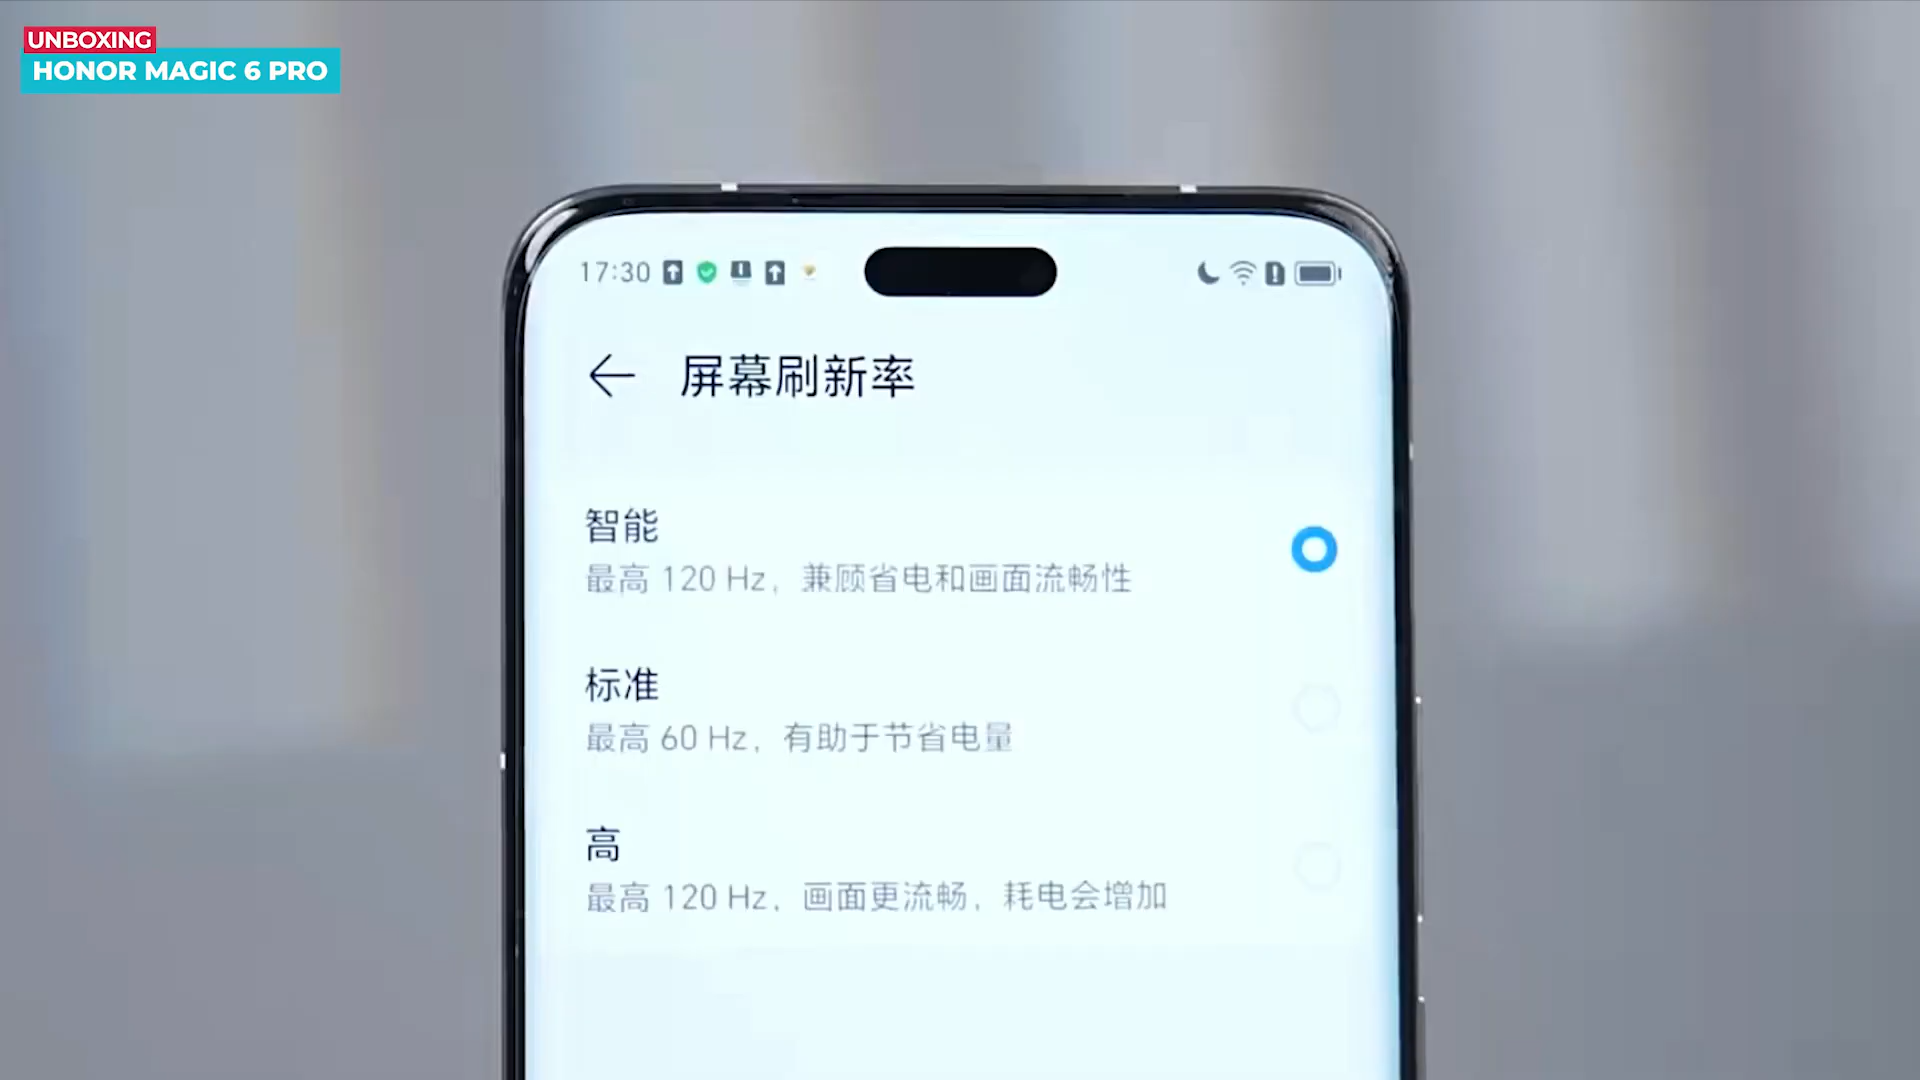 UNBOXING
HONOR MAGIC 6 PRO
17:30
屏幕刷新率
智能
最高 120 Hz，兼顾省电和画面流畅性
标准
最高 60 Hz，有助于节省电量
高
最高 120 Hz，画面更流畅，耗电会增加